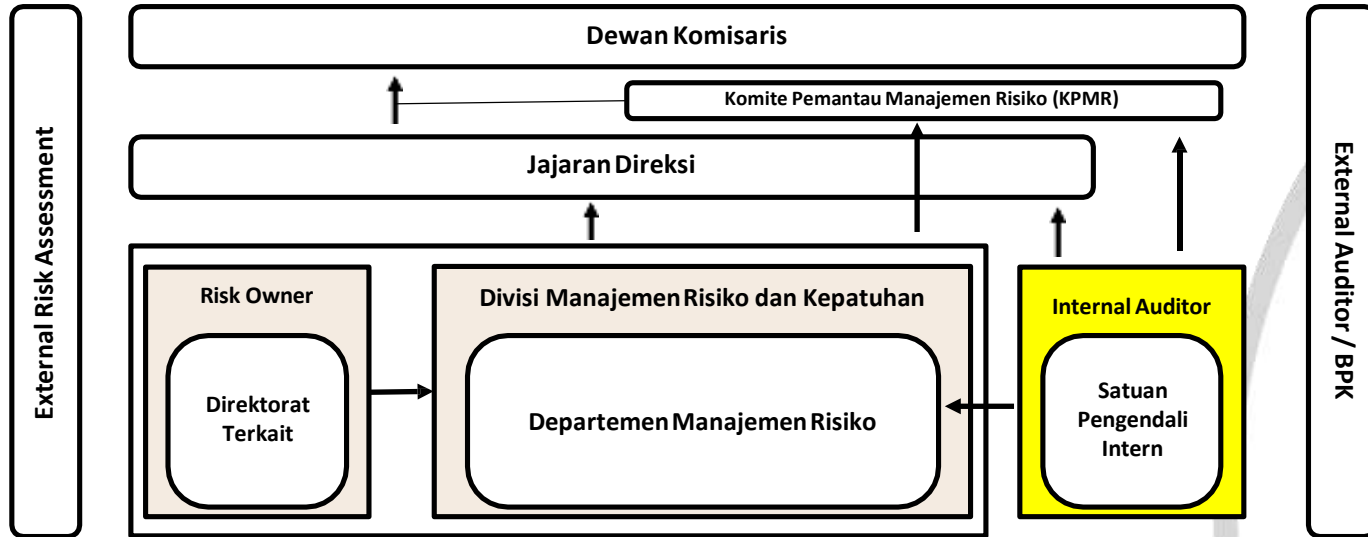 External Risk Assessment
Dewan Komisaris
Komite Pemantau Manajemen Risiko (KPMR)
Jajaran Direksi
Risk Owner
Direktorat
Terkait
Divisi Manajemen Risiko dan Kepatuhan
Departemen Manajemen Risiko
Internal Auditor
Satuan
Pengendali
Intern
External Auditor / BPK